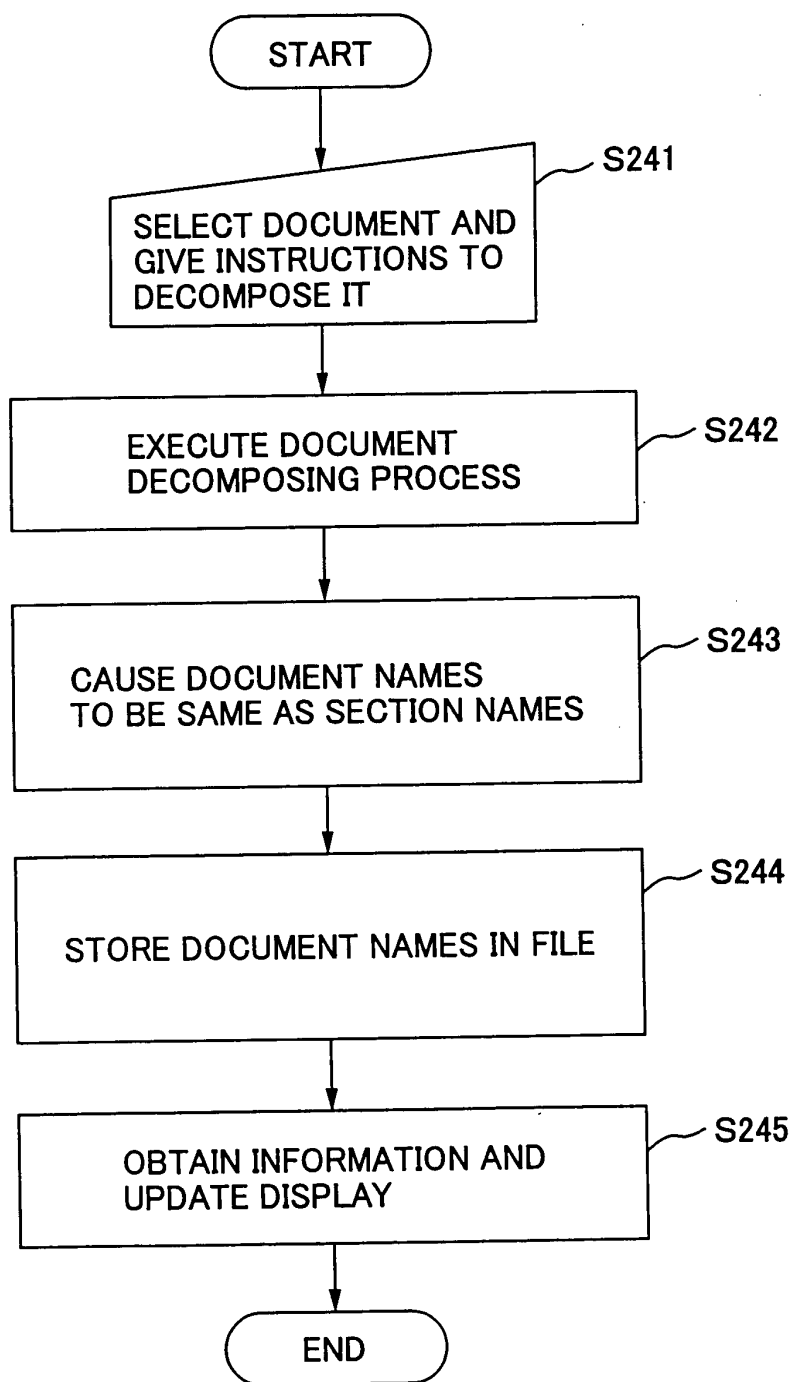 START
S241
SELECT DOCUMENT AND
GIVE INSTRUCTIONS TO
DECOMPOSE IT
S242
EXECUTE DOCUMENT
DECOMPOSING PROCESS
S243
CAUSE DOCUMENT NAMES
TO BE SAME AS SECTION NAMES
S244
STORE DOCUMENT NAMES IN FILE
S245
OBTAIN INFORMATION AND
UPDATE DISPLAY
END